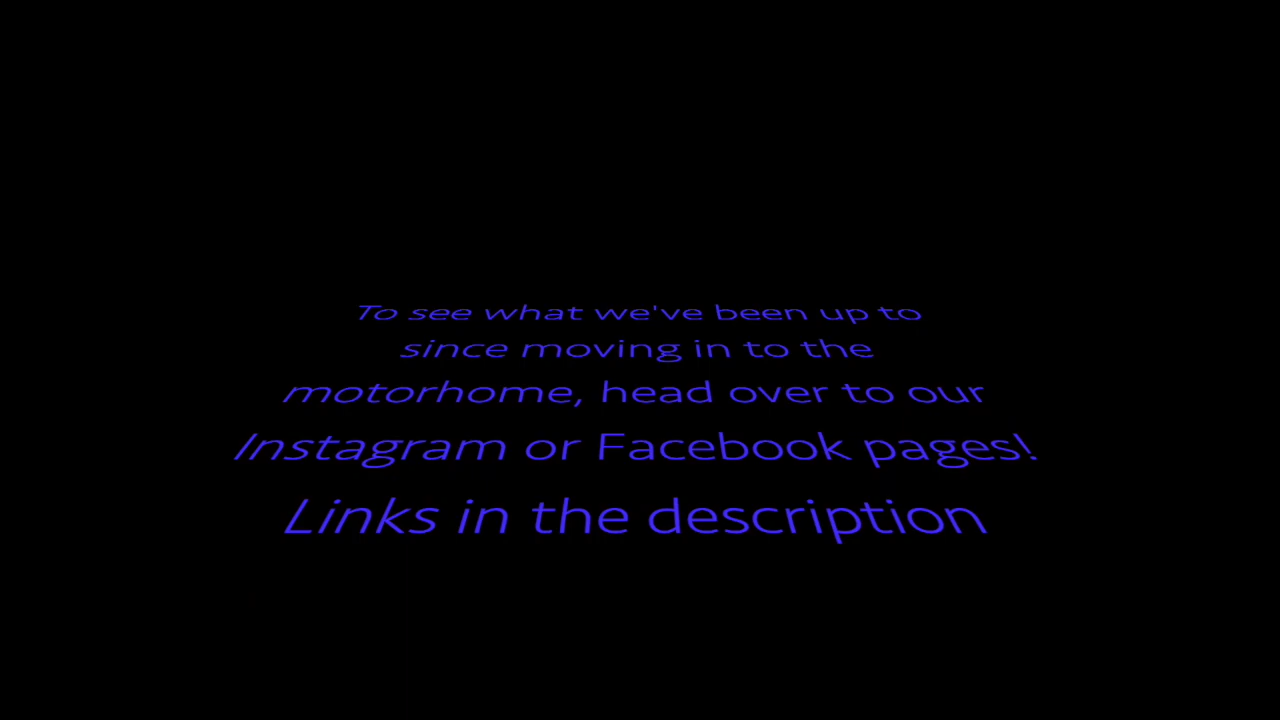 To see what we've been up to
since moving in to the
motorhome, head over to our
Instagram or Facebook pages!
Links in the description